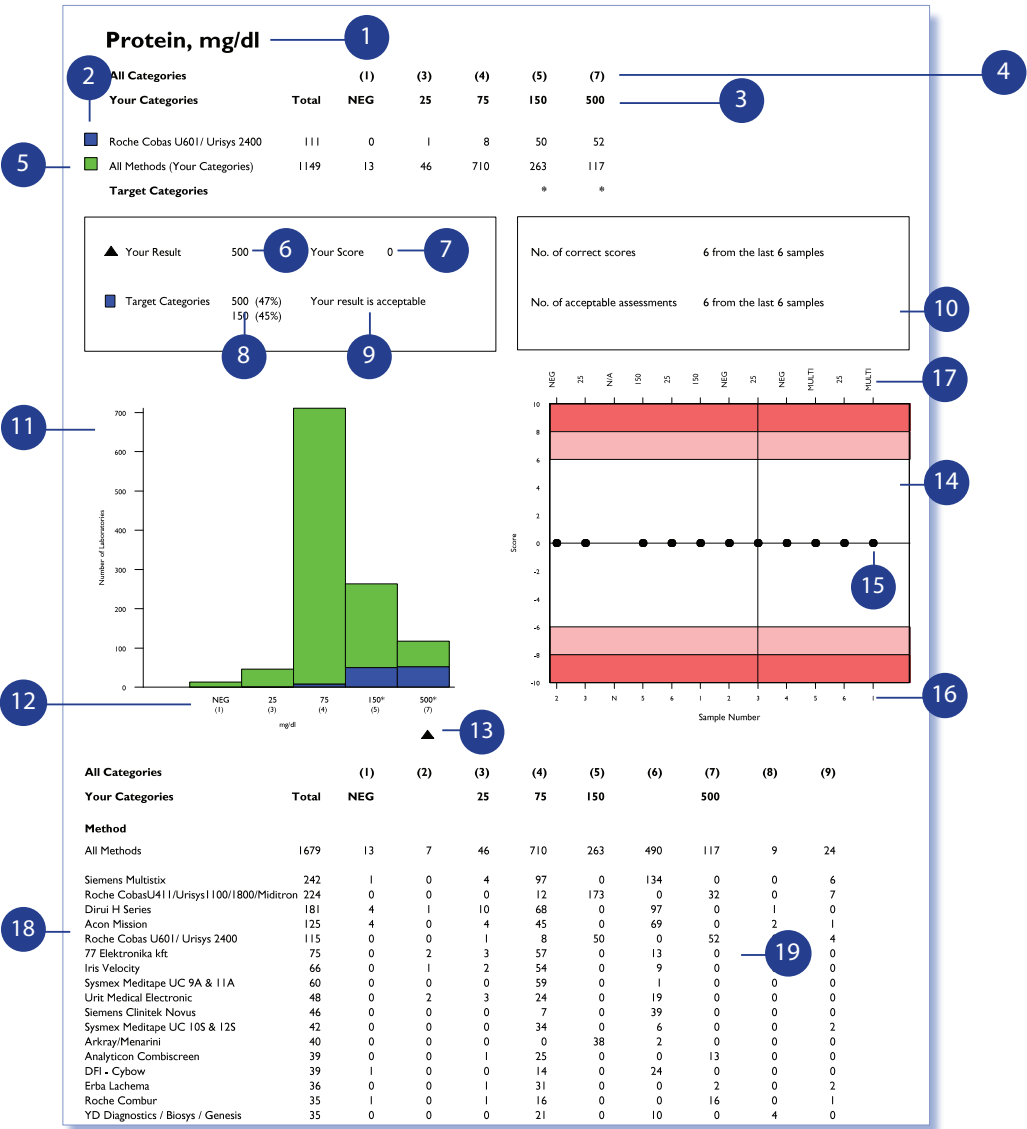 Protein, mg/dl 1
2 All Categories (1) (3) (4) (5) (7) 4
Your Categories Total NEG 25 75 150 500 3
Roche Cobas U601/ Urisys 2400 111 0 1 8 50 52
5 All Methods (Your Categories) 1149 13 46 710 263 117
Target Categories * *
Your Result 500 6 Your Score 0 7
Target Categories 500 (47%) Your result is acceptable
150 (45%)
8 9
No. of correct scores 6 from the last 6 samples
No. of acceptable assessments 6 from the last 6 samples
10
11
700
600
500
400
300
200
100
0
Number of Laboratories
12 NEG 25 75 150* 500*
(1) (3) (4) (5) (7)
mg/dl
13
NEG 25 N/A 150 25 150 NEG 25 NEG MULTI 25 MULTI 17
10
8
6
4
2
0
-2
-4
-6
-8
-10
Score
14
15
2 3 N 5 6 1 2 3 4 5 6 1 16
Sample Number
All Categories (1) (2) (3) (4) (5) (6) (7) (8) (9)
Your Categories Total NEG 25 75 150 500
Method
All Methods 1679 13 7 46 710 263 490 117 9 24
Siemens Multistix 242 1 0 4 97 0 134 0 0 6
Roche CobasU411/Urisys1100/1800/Miditron 224 0 0 0 12 173 0 32 0 7
Dirui H Series 181 4 1 10 68 0 97 0 1 0
18 Acon Mission 125 4 0 4 45 0 69 0 2 1
Roche Cobas U601/ Urisys 2400 115 0 0 1 8 50 0 52 4
77 Elektronika kft 75 0 2 3 57 0 13 0 19 0
Iris Velocity 66 0 1 2 54 0 9 0 0
Sysmex Meditape UC 9A & 11A 60 0 0 0 59 0 1 0 0 0
Urit Medical Electronic 48 0 2 3 24 0 19 0 0 0
Siemens Clinitek Novus 46 0 0 0 7 0 39 0 0 0
Sysmex Meditape UC 10S & 12S 42 0 0 0 34 0 6 0 0 2
Arkray/Menarini 40 0 0 0 0 38 2 0 0 0
Analyticon Combiscreen 39 0 0 1 25 0 0 13 0 0
DFI - Cybow 39 1 0 0 14 0 24 0 0 0
Erba Lachema 36 0 0 1 31 0 0 2 0 2
Roche Combur 35 1 0 1 16 0 0 16 0 1
YD Diagnostics / Biosys / Genesis 35 0 0 0 21 0 10 0 4 0